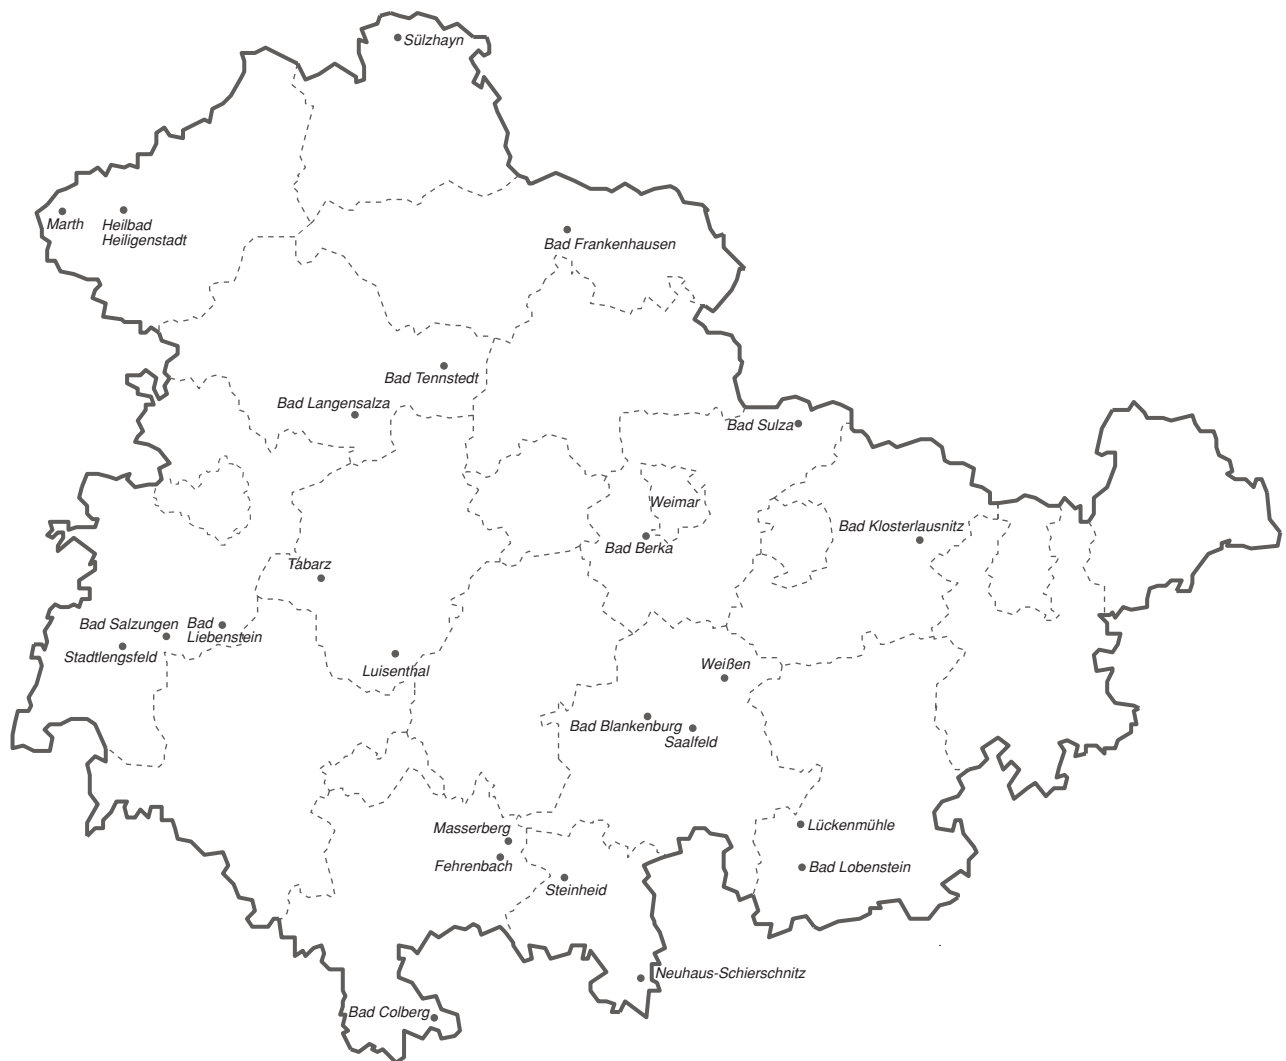 Sülzhayn
Marth
Heilbad
Heiligenstadt
Bad Frankenhausen
Bad Tennstedt
Bad Langensalza
Bad Sulza
Weimar
Bad Klosterlausnitz
Bad Berka
Tabarz
Bad Salzungen
Bad
Liebenstein
Stadtlengsfeld
Luisenthal
Weißen
Bad Blankenburg
Saalfeld
Masserberg
Lückenmühle
Fehrenbach
Bad Lobenstein
Steinheid
Neuhaus-Schierschnitz
Bad Colberg